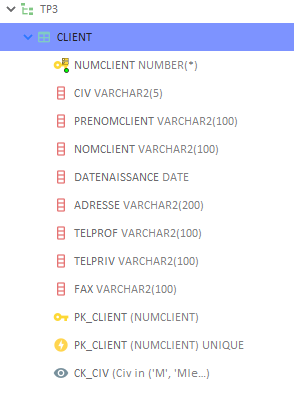 TP3
CLIENT
NUMCLIENT NUMBER(*)
CIV VARCHAR2(5)
PRENOMCLIENT VARCHAR2(100)
NOMCLIENT VARCHAR2(100)
DATENAISSANCE DATE
ADRESSE VARCHAR2(200)
TELPROF VARCHAR2(100)
TELPRIV VARCHAR2(100)
FAX VARCHAR2(100)
PK_CLIENT (NUMCLIENT)
PK_CLIENT (NUMCLIENT) UNIQUE
CK_CIV (Civ in ('M', 'Mle...)